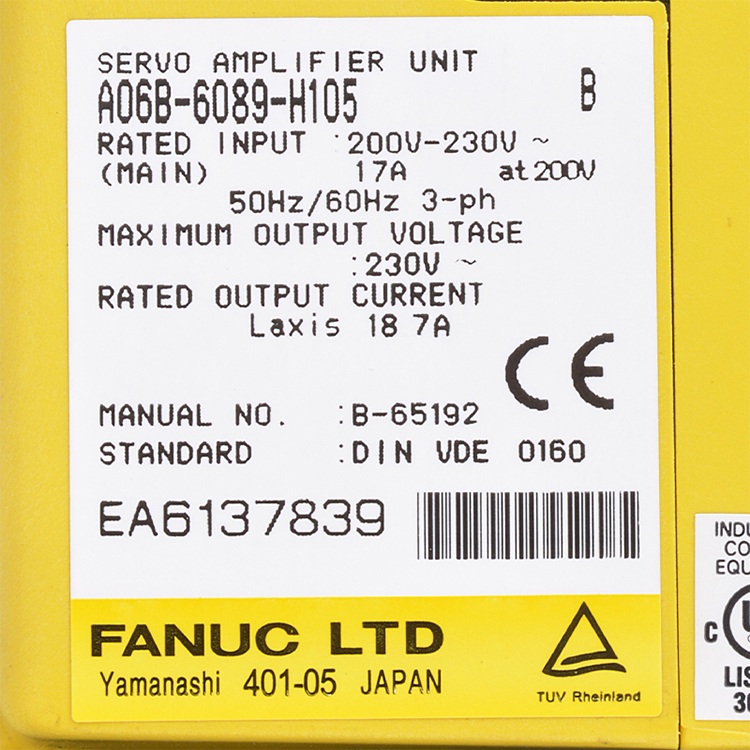 SERVO AMPLIFIER UNIT
A06B-6089-H105 B
RATED INPUT :200V-230V ~
(MAIN) 17A at 200V
50Hz/60Hz 3-ph
MAXIMUM OUTPUT VOLTAGE
:230V ~
RATED OUTPUT CURRENT
Laxis 18 7A
CE
MANUAL NO. :B-65192
STANDARD :DIN VDE 0160
EA6137839
FANUC LTD
Yamanashi 401-05 JAPAN
TUV Rheinland
C